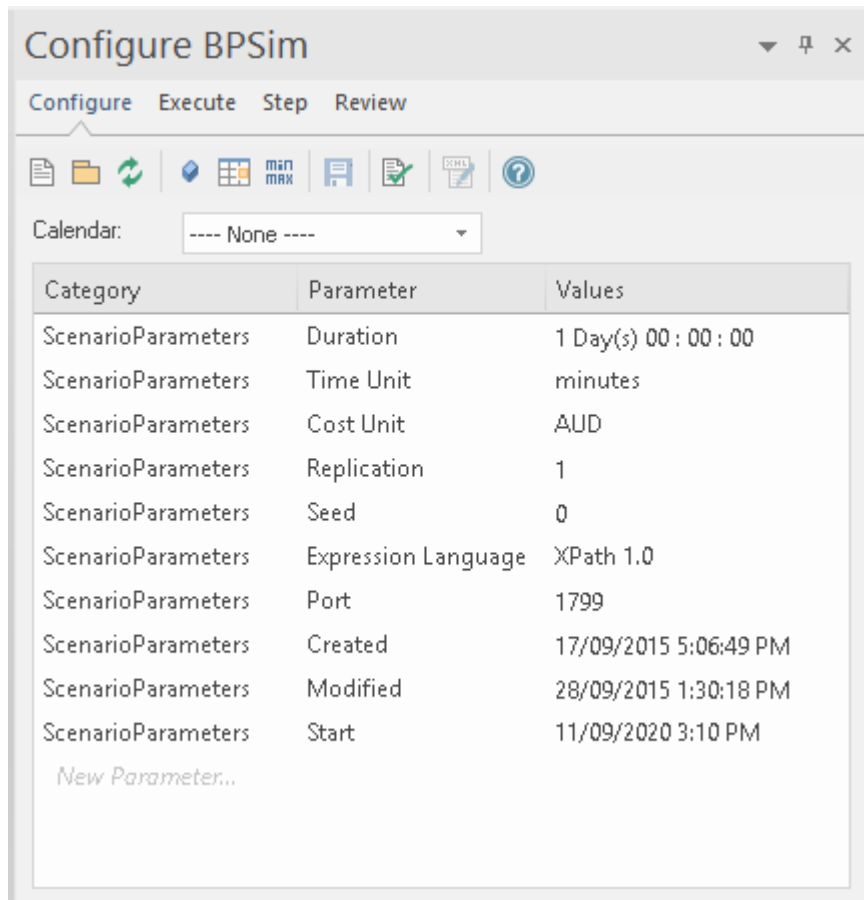 Configure BPSim
Configure Execute Step Review
min
max
XML
Calendar: ---- None ----
Category Parameter Values
ScenarioParameters Duration 1 Day(s) 00 : 00 : 00
ScenarioParameters Time Unit minutes
ScenarioParameters Cost Unit AUD
ScenarioParameters Replication 1
ScenarioParameters Seed 0
ScenarioParameters Expression Language XPath 1.0
ScenarioParameters Port 1799
ScenarioParameters Created 17/09/2015 5:06:49 PM
ScenarioParameters Modified 28/09/2015 1:30:18 PM
ScenarioParameters Start 11/09/2020 3:10 PM
New Parameter...